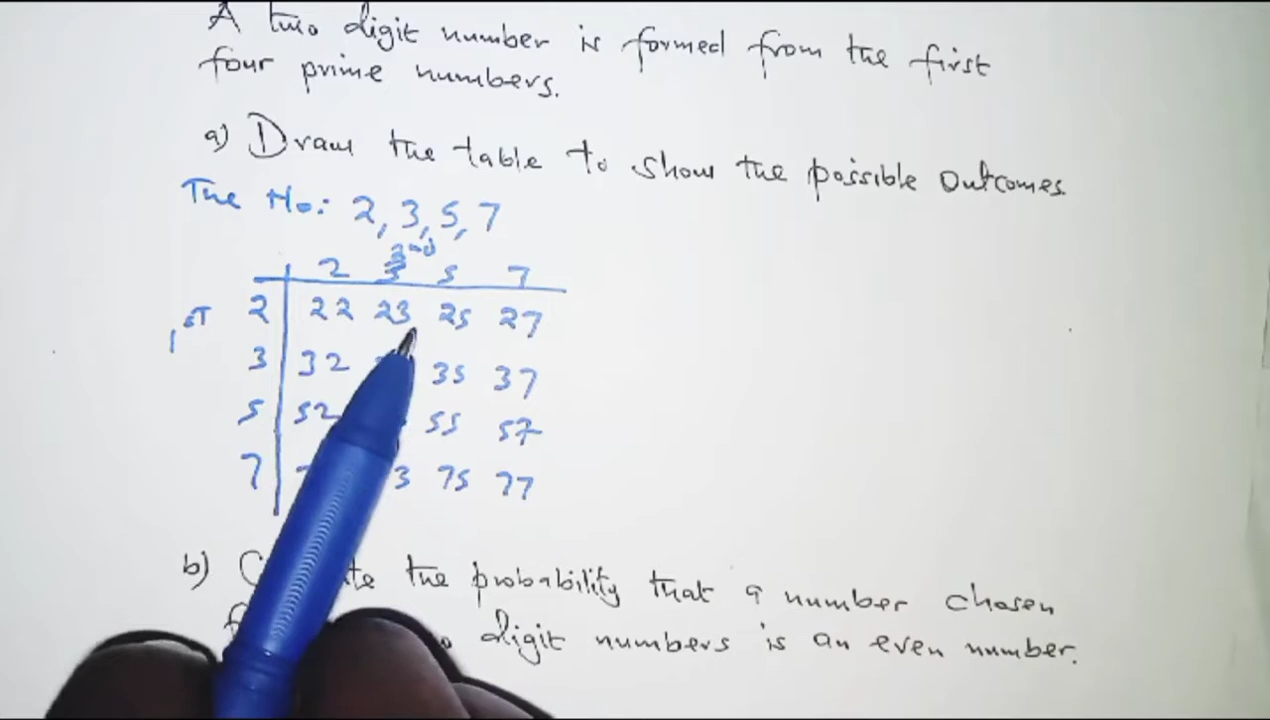 A two digit number is formed from the first
four prime numbers.
a) Draw the table to show the possible outcomes.
The No: 2, 3, 5, 7
2nd
2 3 5 7
1ST 2 22 23 25 27
3 32 35 37
5 52 55 57
7 75 77
b) the probability that a number chosen
digit numbers is an even number.